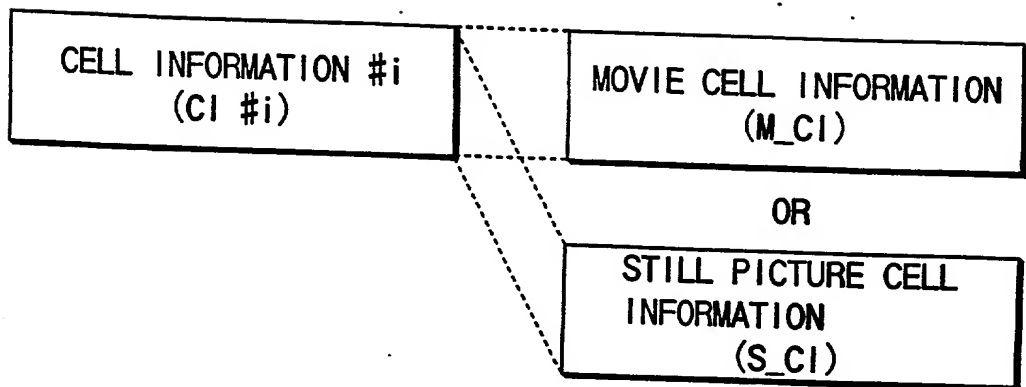 CELL INFORMATION #i
(CI #i)
MOVIE CELL INFORMATION
(M_CI)
OR
STILL PICTURE CELL
INFORMATION
(S_CI)